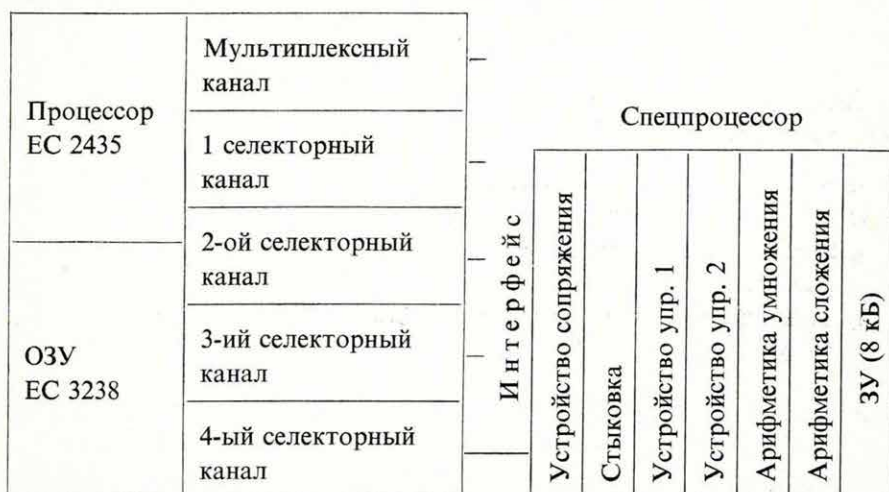 Процессор
ЕС 2435
ОЗУ
ЕС 3238
Мультиплексный
канал
1 селекторный
канал
2-ой селекторный
канал
3-ий селекторный
канал
4-ый селекторный
канал
Интерфейс
Спецпроцессор
Устройство сопряжения
Стыковка
Устройство упр. 1
Устройство упр. 2
Арифметика умножения
Арифметика сложения
ЗУ (8 кБ)